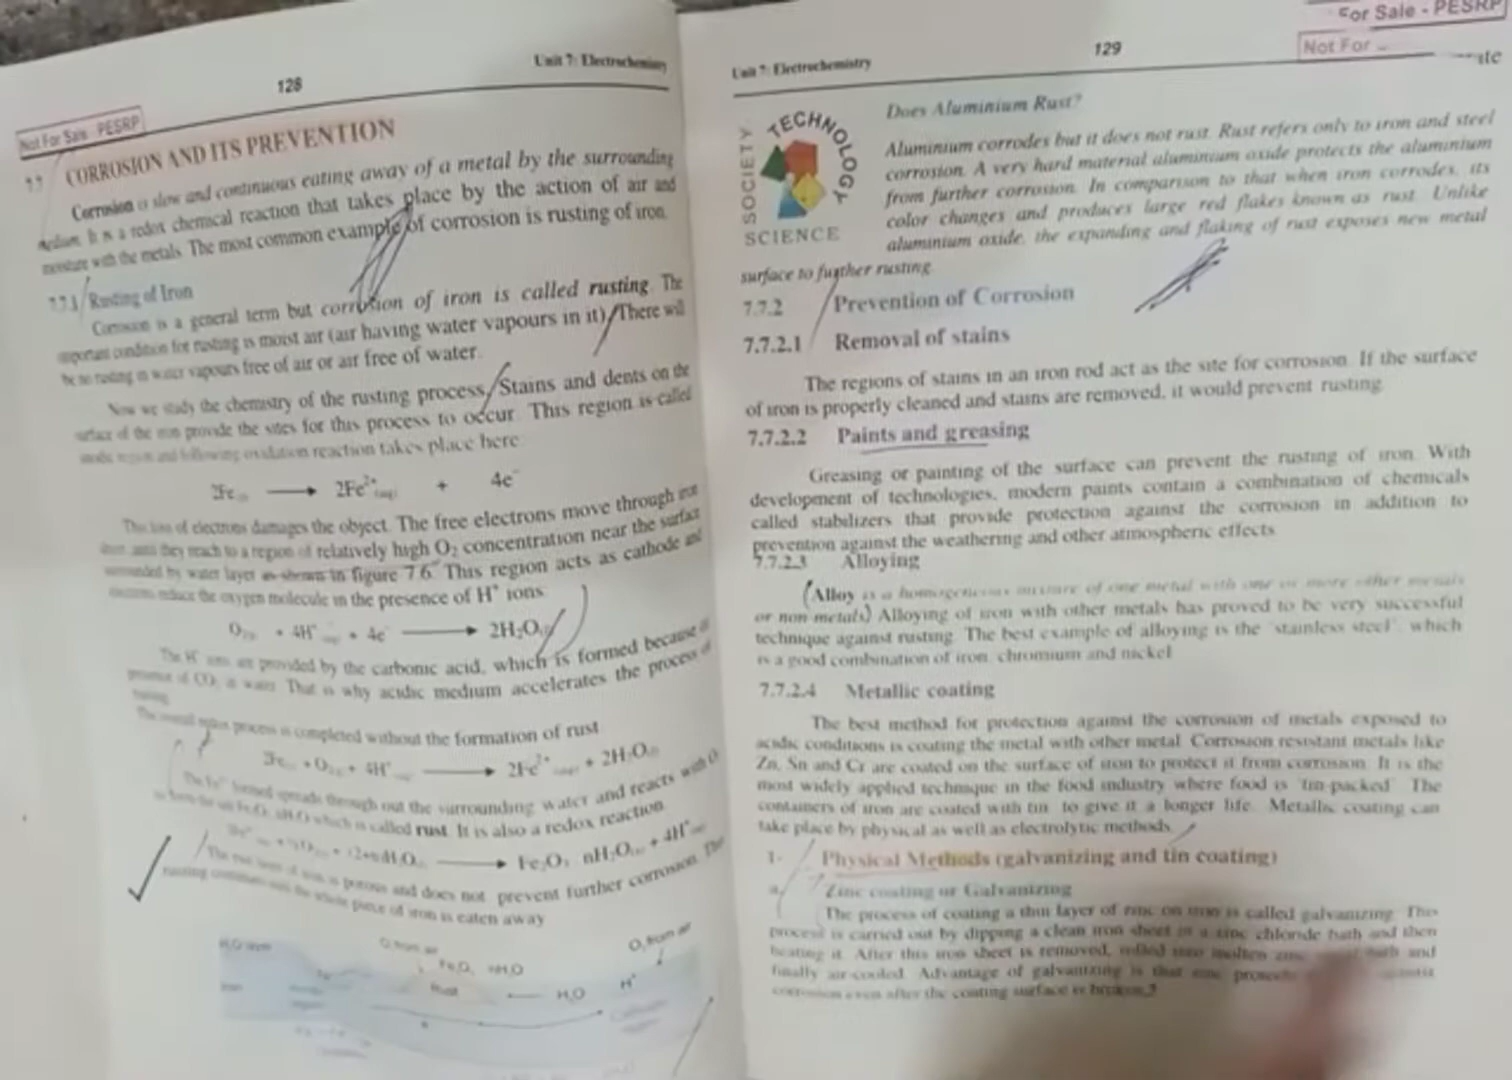 128
Unit 7: Electrochemistry
Not For Sale - PESRP
7.7 CORROSION AND ITS PREVENTION
Corrosion is slow and continuous eating away of a metal by the surrounding
medium. It is a redox chemical reaction that takes place by the action of air and
moisture with the metals. The most common example of corrosion is rusting of iron.
7.7.1 Rusting of Iron
Corrosion is a general term but corrosion of iron is called rusting. The
important condition for rusting is moist air (air having water vapours in it). There will
be no rusting in water vapours free of air or air free of water.
Now we study the chemistry of the rusting process. Stains and dents on the
surface of the iron provide the sites for this process to occur. This region is called
anodic region and following oxidation reaction takes place here
2Fe ⟶ 2Fe²⁺(aq) + 4e⁻
This loss of electrons damages the object. The free electrons move through iron
until they reach to a region of relatively high O₂ concentration near the surface
surrounded by water layer as shown in figure 7.6. This region acts as cathode and
electrons reduce the oxygen molecule in the presence of H⁺ ions
O₂ + 4H⁺ + 4e⁻ ⟶ 2H₂O
The H⁺ ions are provided by the carbonic acid, which is formed because of
presence of CO₂ in water. That is why acidic medium accelerates the process of
rusting.
The overall redox process is completed without the formation of rust
2Fe + O₂ + 4H⁺ ⟶ 2Fe²⁺ + 2H₂O
The Fe²⁺ formed spreads through out the surrounding water and reacts with O₂
to form the salt Fe₂O₃.nH₂O which is called rust. It is also a redox reaction.
⟶ Fe₂O₃ nH₂O + 4H⁺
The rust layer of iron is porous and does not prevent further corrosion. The
rusting continues until the whole piece of iron is eaten away
H₂O layer
O₂ from air
O₂ from air
Fe₂O₃ nH₂O
Rust
H₂O
H⁺
Iron
For Sale - PESRP
Not For
Unit 7: Electrochemistry
129
SOCIETY TECHNOLOGY SCIENCE
Does Aluminium Rust?
Aluminium corrodes but it does not rust. Rust refers only to iron and steel
corrosion. A very hard material aluminium oxide protects the aluminium
from further corrosion. In comparison to that when iron corrodes, its
color changes and produces large red flakes known as rust. Unlike
aluminium oxide, the expanding and flaking of rust exposes new metal
surface to further rusting.
7.7.2 Prevention of Corrosion
7.7.2.1 Removal of stains
The regions of stains in an iron rod act as the site for corrosion. If the surface
of iron is properly cleaned and stains are removed, it would prevent rusting.
7.7.2.2 Paints and greasing
Greasing or painting of the surface can prevent the rusting of iron. With
development of technologies, modern paints contain a combination of chemicals
called stabilizers that provide protection against the corrosion in addition to
prevention against the weathering and other atmospheric effects.
7.7.2.3 Alloying
(Alloy is a homogeneous mixture of one metal with one or more other metals
or non-metals) Alloying of iron with other metals has proved to be very successful
technique against rusting. The best example of alloying is the 'stainless steel', which
is a good combination of iron, chromium and nickel.
7.7.2.4 Metallic coating
The best method for protection against the corrosion of metals exposed to
acidic conditions is coating the metal with other metal. Corrosion resistant metals like
Zn, Sn and Cr are coated on the surface of iron to protect it from corrosion. It is the
most widely applied technique in the food industry where food is 'tin-packed'. The
containers of iron are coated with tin to give it a longer life. Metallic coating can
take place by physical as well as electrolytic methods.
1- Physical Methods (galvanizing and tin coating)
a. Zinc coating or Galvanizing
The process of coating a thin layer of zinc on iron is called galvanizing. This
process is carried out by dipping a clean iron sheet in a zinc chloride bath and then
heating it. After this iron sheet is removed, rolled into molten zinc bath and
finally air-cooled. Advantage of galvanizing is that zinc protects against
corrosion even after the coating surface is broken.